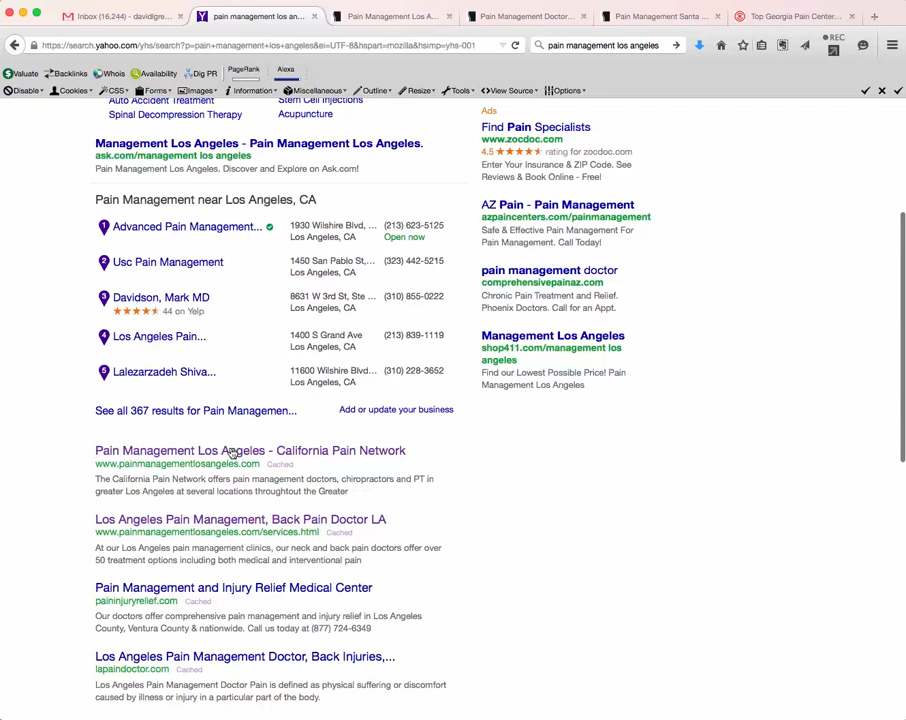 Inbox (16,244) - davidlgre...
pain management los an...
Pain Management Los A...
Pain Management Doctor...
Pain Management Santa ...
Top Georgia Pain Center...
https://search.yahoo.com/yhs/search?p=pain+management+los+angeles&ei=UTF-8&hspart=mozilla&hsimp=yhs-001
pain management los angeles
REC
Valuate
Backlinks
Whois
Availability
Dig PR
PageRank
Alexa
Disable
Cookies
CSS
Forms
Images
Information
Miscellaneous
Outline
Resize
Tools
View Source
Options
Auto Accident Treatment
Stem Cell Injections
Spinal Decompression Therapy
Acupuncture
Management Los Angeles - Pain Management Los Angeles.
ask.com/management los angeles
Pain Management Los Angeles. Discover and Explore on Ask.com!
Pain Management near Los Angeles, CA
1 Advanced Pain Management... 1930 Wilshire Blvd, ... (213) 623-5125
Los Angeles, CA Open now
2 Usc Pain Management 1450 San Pablo St,... (323) 442-5215
Los Angeles, CA
3 Davidson, Mark MD 8631 W 3rd St, Ste ... (310) 855-0222
44 on Yelp Los Angeles, CA
4 Los Angeles Pain... 1400 S Grand Ave (213) 839-1119
Los Angeles, CA
5 Lalezarzadeh Shiva... 11600 Wilshire Blvd... (310) 228-3652
Los Angeles, CA
See all 367 results for Pain Managemen...
Add or update your business
Pain Management Los Angeles - California Pain Network
www.painmanagementlosangeles.com Cached
The California Pain Network offers pain management doctors, chiropractors and PT in
greater Los Angeles at several locations throughtout the Greater
Los Angeles Pain Management, Back Pain Doctor LA
www.painmanagementlosangeles.com/services.html Cached
At our Los Angeles pain management clinics, our neck and back pain doctors offer over
50 treatment options including both medical and interventional pain
Pain Management and Injury Relief Medical Center
paininjuryrelief.com Cached
Our doctors offer comprehensive pain management and injury relief in Los Angeles
County, Ventura County & nationwide. Call us today at (877) 724-6349
Los Angeles Pain Management Doctor, Back Injuries,...
lapaindoctor.com Cached
Los Angeles Pain Management Doctor Pain is defined as physical suffering or discomfort
caused by illness or injury in a particular part of the body.
Ads
Find Pain Specialists
www.zocdoc.com
4.5 rating for zocdoc.com
Enter Your Insurance & ZIP Code. See
Reviews & Book Online - Free!
AZ Pain - Pain Management
azpaincenters.com/painmanagement
Safe & Effective Pain Management For
Pain Management. Call Today!
pain management doctor
comprehensivepainaz.com
Chronic Pain Treatment and Relief.
Phoenix Doctors. Call for an Appt.
Management Los Angeles
shop411.com/management los
angeles
Find our Lowest Possible Price! Pain
Management Los Angeles